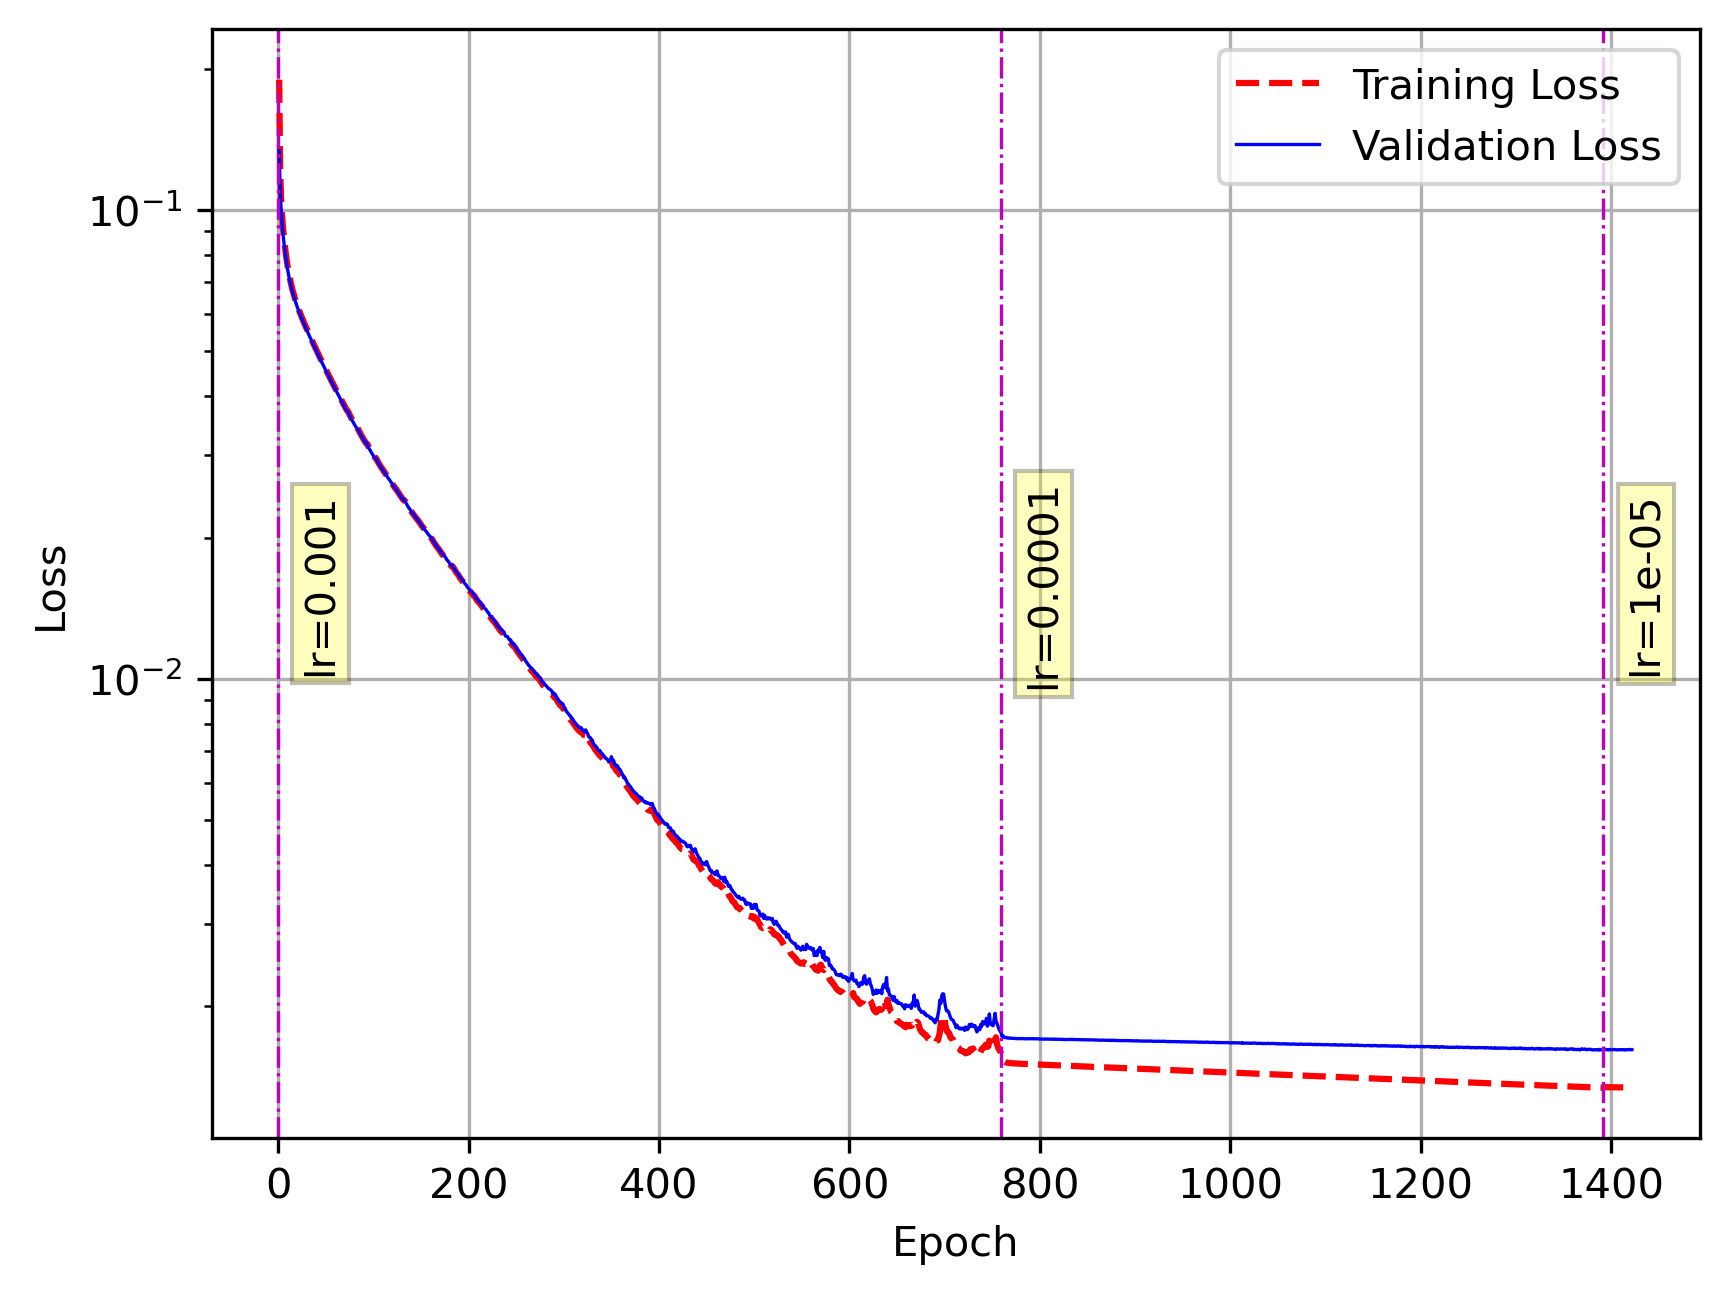 Training Loss
Validation Loss
10⁻¹
10⁻²
Loss
lr=0.001
lr=0.0001
lr=1e-05
0 200 400 600 800 1000 1200 1400
Epoch